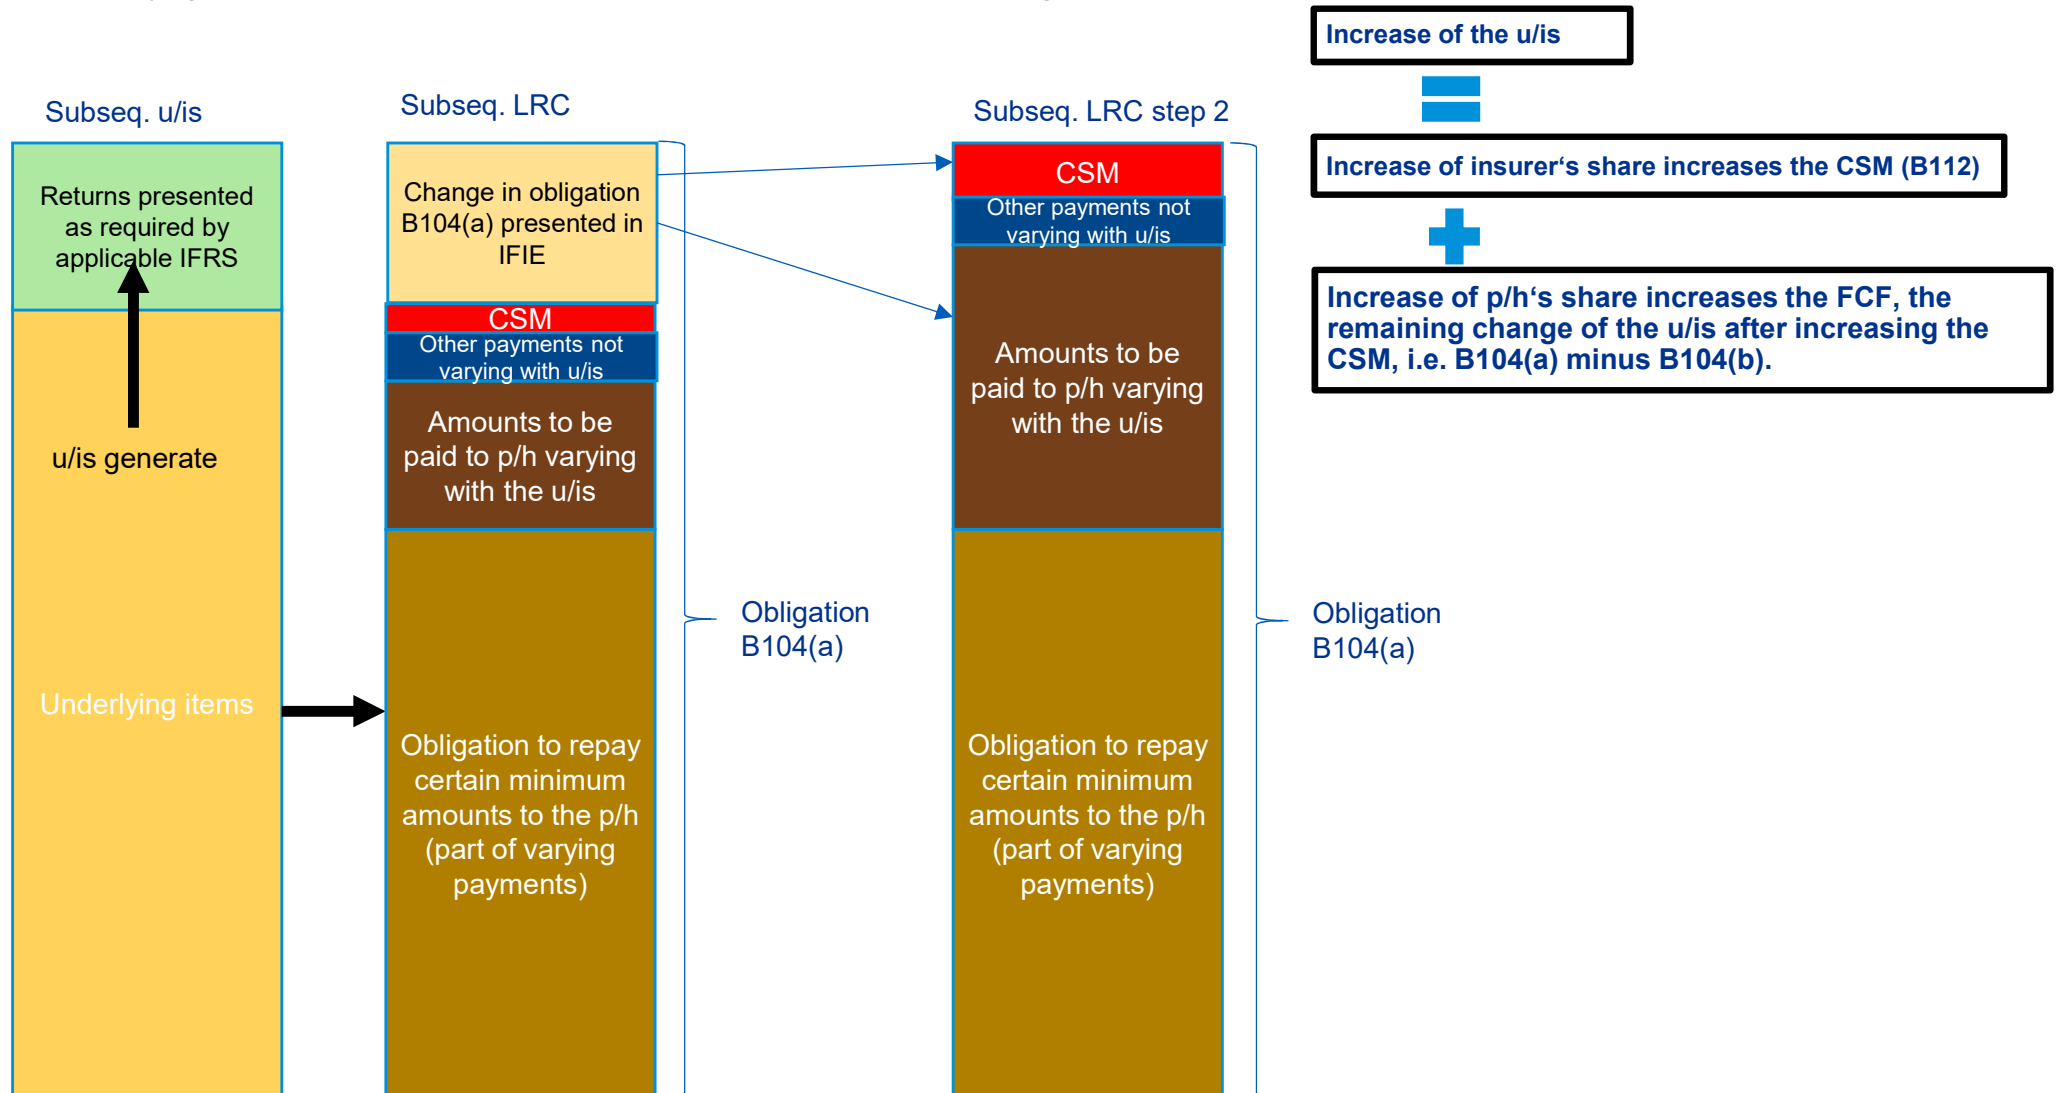 Increase of the u/is
Subseq. u/is
Subseq. LRC
Subseq. LRC step 2
Increase of insurer‘s share increases the CSM (B112)
Increase of p/h‘s share increases the FCF, the
remaining change of the u/is after increasing the
CSM, i.e. B104(a) minus B104(b).
Returns presented
as required by
applicable IFRS
u/is generate
Underlying items
Change in obligation
B104(a) presented in
IFIE
CSM
Other payments not
varying with u/is
Amounts to be
paid to p/h varying
with the u/is
Obligation to repay
certain minimum
amounts to the p/h
(part of varying
payments)
Obligation
B104(a)
CSM
Other payments not
varying with u/is
Amounts to be
paid to p/h varying
with the u/is
Obligation to repay
certain minimum
amounts to the p/h
(part of varying
payments)
Obligation
B104(a)